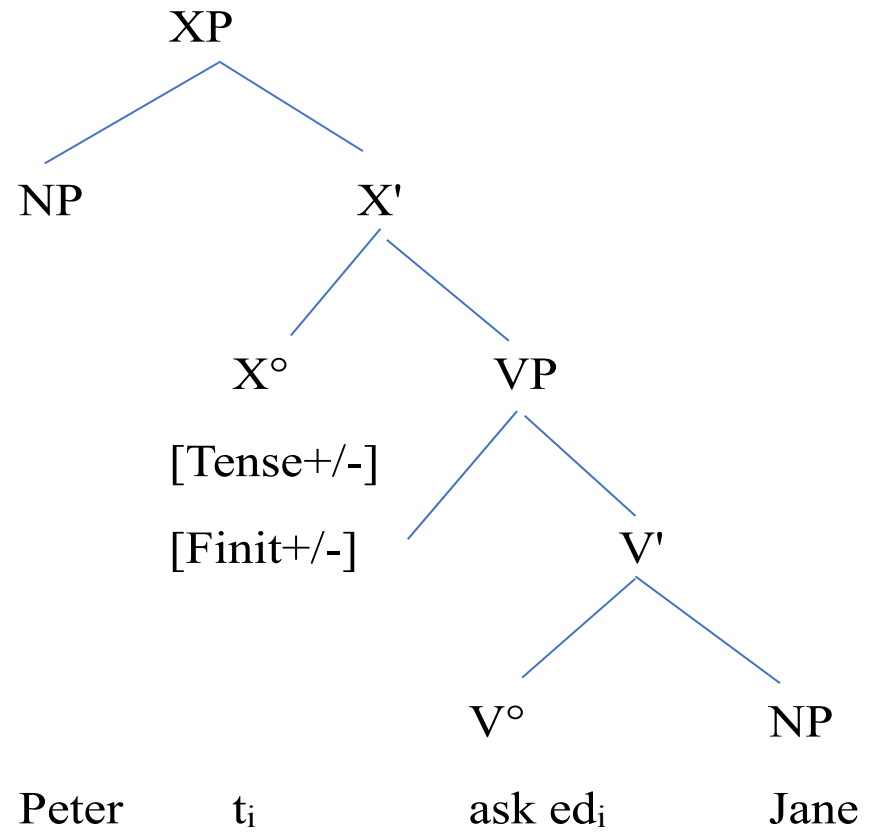 XP
NP X'
X° VP
[Tense+/-]
[Finit+/-] V'
V° NP
Peter tᵢ ask edᵢ Jane